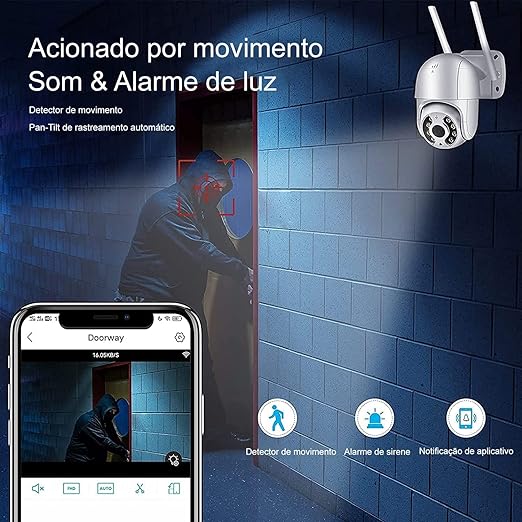 Acionado por movimento
Som & Alarme de luz
Detector de movimento
Pan-Tilt de rastreamento automático
Doorway
16.05KB/S
FHD
AUTO
Detector de movimento
Alarme de sirene
Notificação de aplicativo